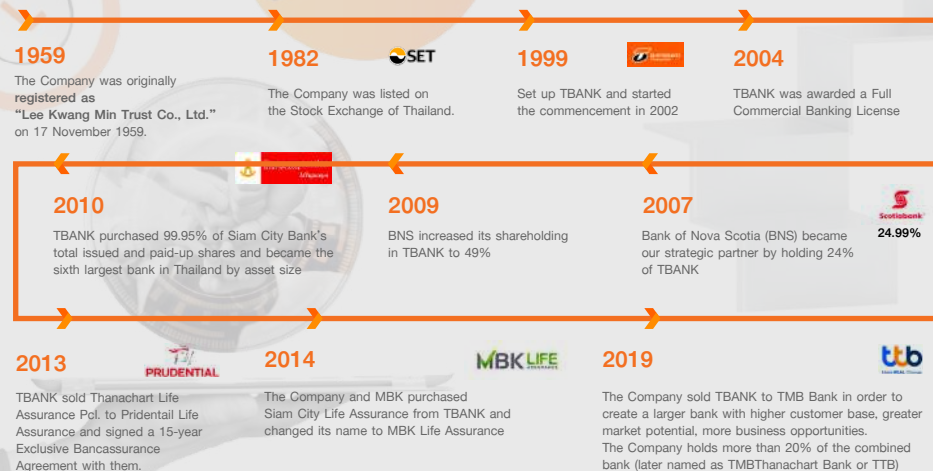 1959
The Company was originally
registered as
“Lee Kwang Min Trust Co., Ltd.”
on 17 November 1959.
1982
SET
The Company was listed on
the Stock Exchange of Thailand.
1999
Set up TBANK and started
the commencement in 2002
2004
TBANK was awarded a Full
Commercial Banking License
2010
TBANK purchased 99.95% of Siam City Bank’s
total issued and paid-up shares and became the
sixth largest bank in Thailand by asset size
2009
BNS increased its shareholding
in TBANK to 49%
2007
Bank of Nova Scotia (BNS) became
our strategic partner by holding 24%
of TBANK
Scotiabank
24.99%
2013
PRUDENTIAL
TBANK sold Thanachart Life
Assurance Pcl. to Pridentail Life
Assurance and signed a 15-year
Exclusive Bancassurance
Agreement with them.
2014
MBK LIFE
ASSURANCE
The Company and MBK purchased
Siam City Life Assurance from TBANK and
changed its name to MBK Life Assurance
2019
ttb
The Company sold TBANK to TMB Bank in order to
create a larger bank with higher customer base, greater
market potential, more business opportunities.
The Company holds more than 20% of the combined
bank (later named as TMBThanachart Bank or TTB)